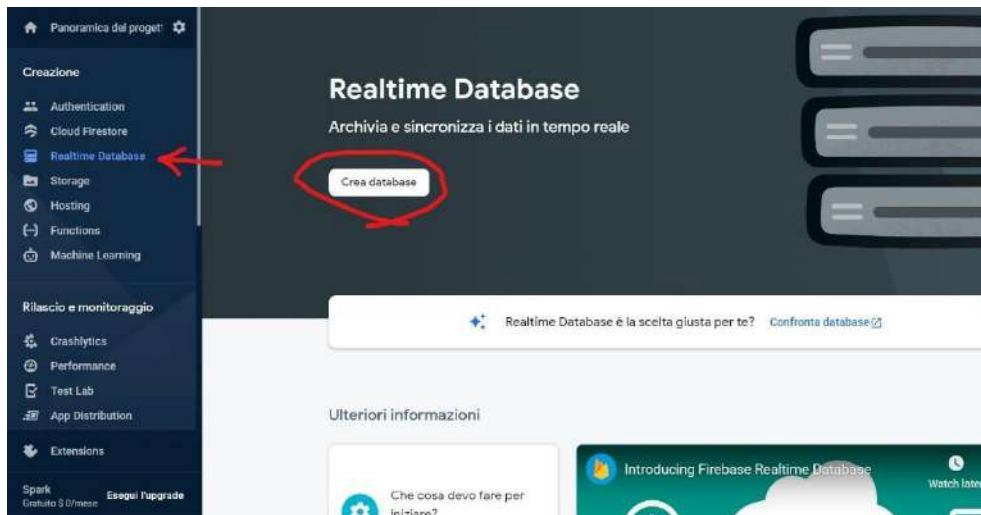 Panoramica del proget
Creazione
Authentication
Cloud Firestore
Realtime Database
Storage
Hosting
Functions
Machine Learning
Rilascio e monitoraggio
Crashlytics
Performance
Test Lab
App Distribution
Extensions
Spark
Gratuito $ 0/mese
Esegui l'upgrade
Realtime Database
Archivia e sincronizza i dati in tempo reale
Crea database
Realtime Database è la scelta giusta per te? Confronta database
Ulteriori informazioni
Che cosa devo fare per
iniziare?
Introducing Firebase Realtime Database
Watch later